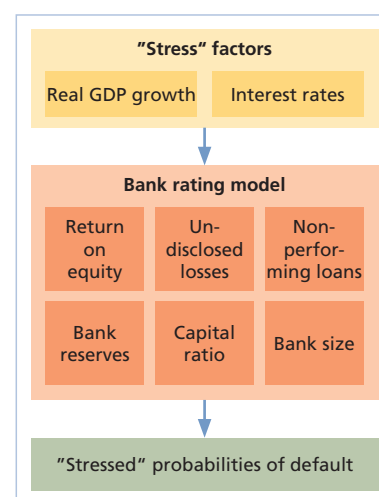 ”Stress“ factors
Real GDP growth
Interest rates
Bank rating model
Return
on
equity
Un-
disclosed
losses
Non-
perfor-
ming loans
Bank
reserves
Capital
ratio
Bank size
”Stressed“ probabilities of default